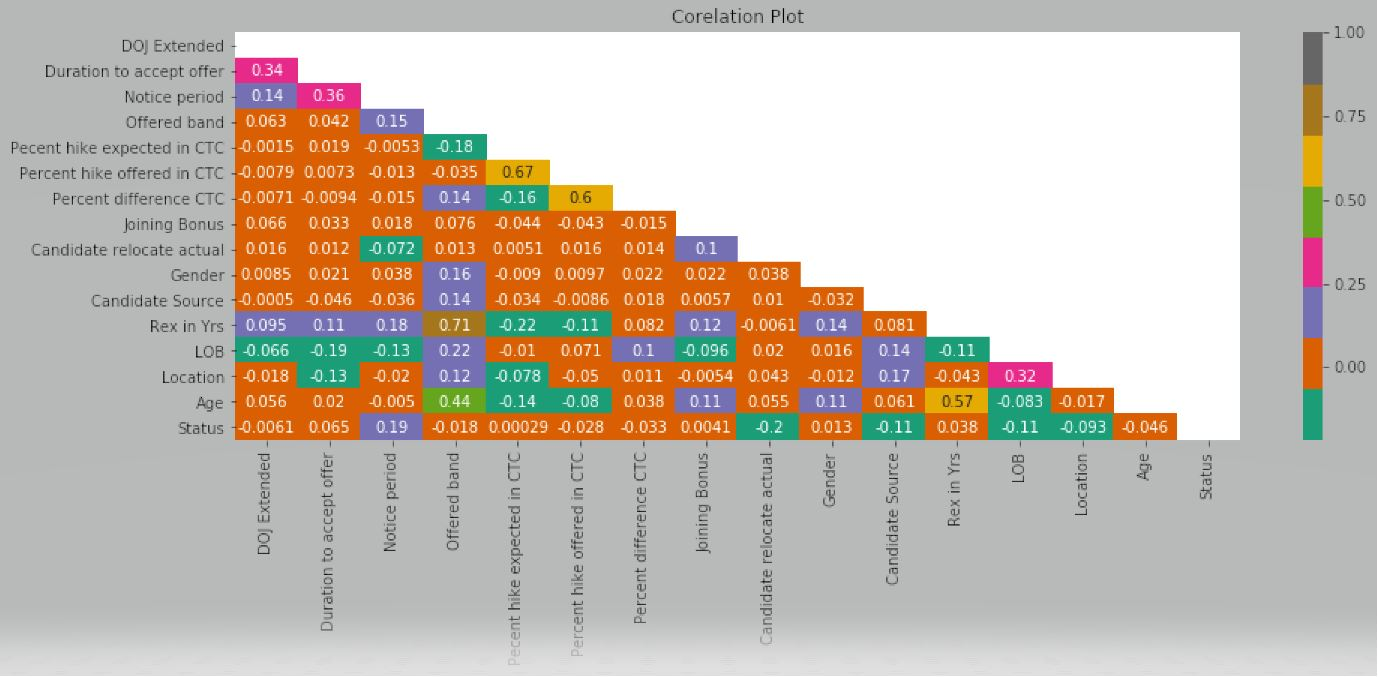 Corelation Plot
DOJ Extended
Duration to accept offer 0.34
Notice period 0.14 0.36
Offered band 0.063 0.042 0.15
Pecent hike expected in CTC -0.0015 0.019 -0.0053 -0.18
Percent hike offered in CTC -0.0079 0.0073 -0.013 -0.035 0.67
Percent difference CTC -0.0071 -0.0094 -0.015 0.14 -0.16 0.6
Joining Bonus 0.066 0.033 0.018 0.076 -0.044 -0.043 -0.015
Candidate relocate actual 0.016 0.012 -0.072 0.013 0.0051 0.016 0.014 0.1
Gender 0.0085 0.021 0.038 0.16 -0.009 0.0097 0.022 0.022 0.038
Candidate Source -0.0005 -0.046 -0.036 0.14 -0.034 -0.0086 0.018 0.0057 0.01 -0.032
Rex in Yrs 0.095 0.11 0.18 0.71 -0.22 -0.11 0.082 0.12 -0.0061 0.14 0.081
LOB -0.066 -0.19 -0.13 0.22 -0.01 0.071 0.1 -0.096 0.02 0.016 0.14 -0.11
Location -0.018 -0.13 -0.02 0.12 -0.078 -0.05 0.011 -0.0054 0.043 -0.012 0.17 -0.043 0.32
Age 0.056 0.02 -0.005 0.44 -0.14 -0.08 0.038 0.11 0.055 0.11 0.061 0.57 -0.083 -0.017
Status -0.0061 0.065 0.19 -0.018 0.00029 -0.028 -0.033 0.0041 -0.2 0.013 -0.11 0.038 -0.11 -0.093 -0.046
DOJ Extended
Duration to accept offer
Notice period
Offered band
Pecent hike expected in CTC
Percent hike offered in CTC
Percent difference CTC
Joining Bonus
Candidate relocate actual
Gender
Candidate Source
Rex in Yrs
LOB
Location
Age
Status
1.00
0.75
0.50
0.25
0.00